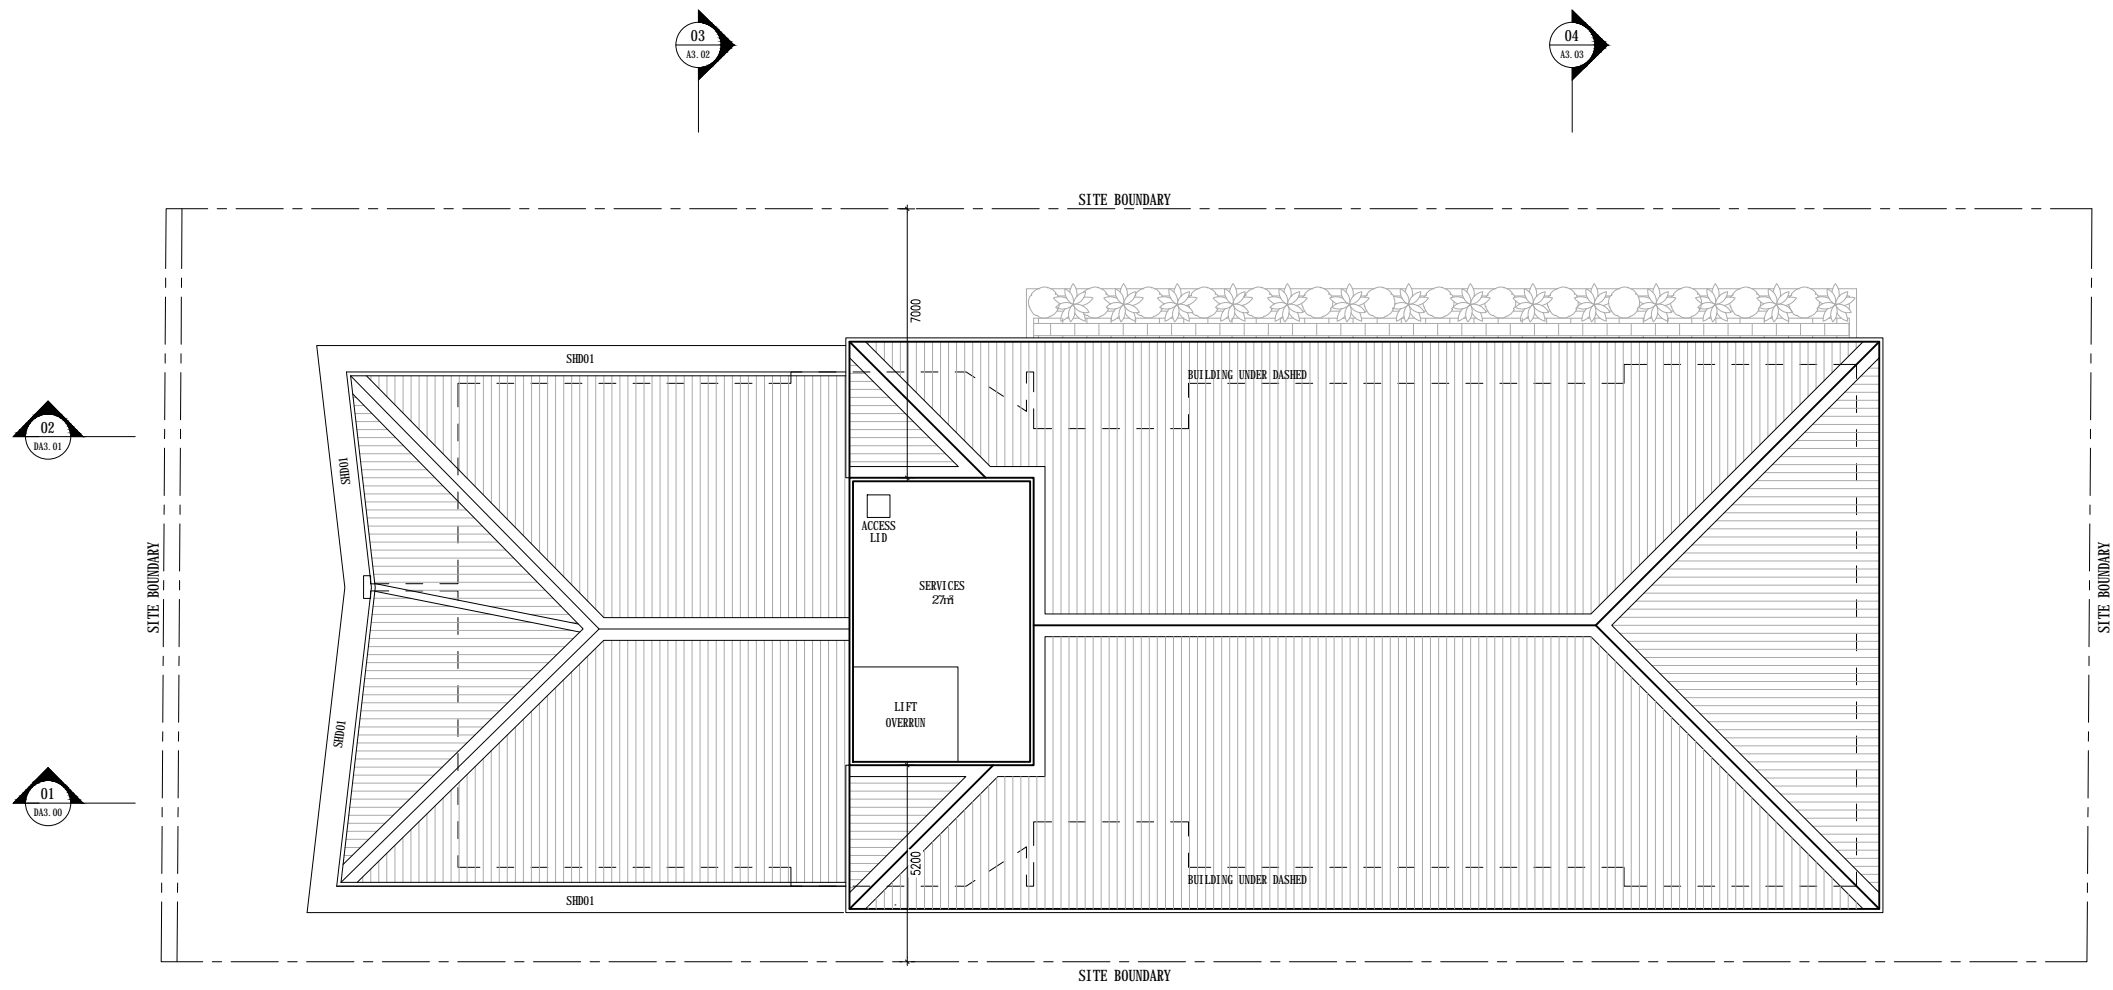 03
A3.02
04
A3.03
SITE BOUNDARY
7000
SHD01
BUILDING UNDER DASHED
02
DA3.01
SHD01
ACCESS
LID
SITE BOUNDARY
SERVICES
27m²
SITE BOUNDARY
LIFT
OVERRUN
SHD01
01
DA3.00
5200
BUILDING UNDER DASHED
SHD01
SITE BOUNDARY